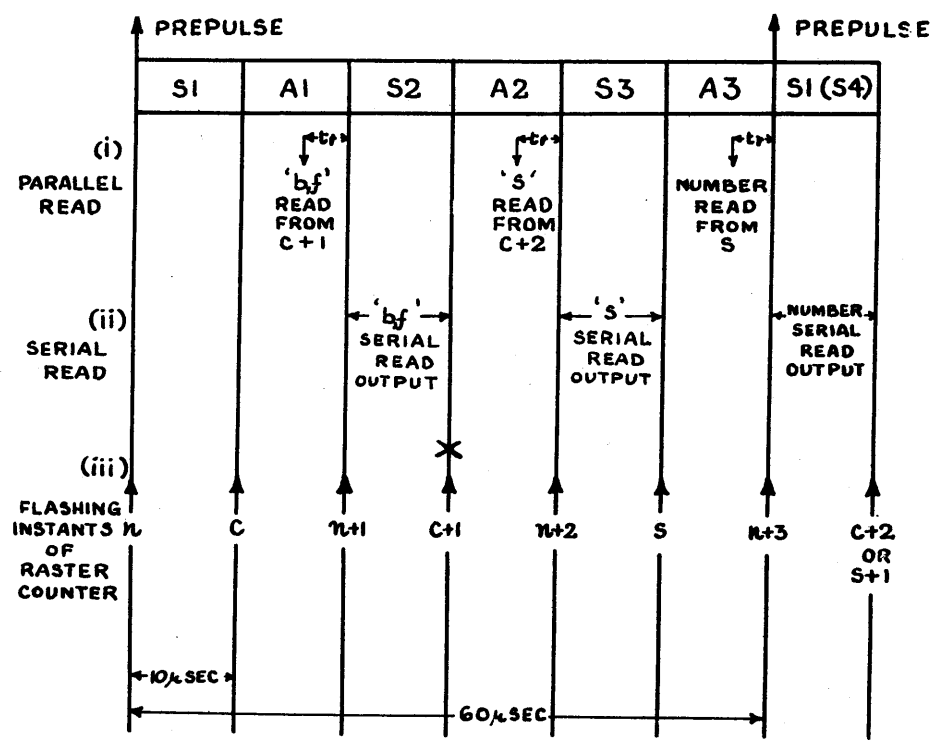 PREPULSE
PREPULSE
S1 A1 S2 A2 S3 A3 S1 (S4)
(i)
PARALLEL
READ
tr
'b,f'
READ
FROM
C+1
tr
'S'
READ
FROM
C+2
tr
NUMBER
READ
FROM
S
(ii)
SERIAL
READ
'b,f'
SERIAL
READ
OUTPUT
'S'
SERIAL
READ
OUTPUT
NUMBER
SERIAL
READ
OUTPUT
(iii)
FLASHING
INSTANTS
OF
RASTER
COUNTER
n
C
n+1
C+1
n+2
S
n+3
C+2
OR
S+1
10μSEC
60μSEC